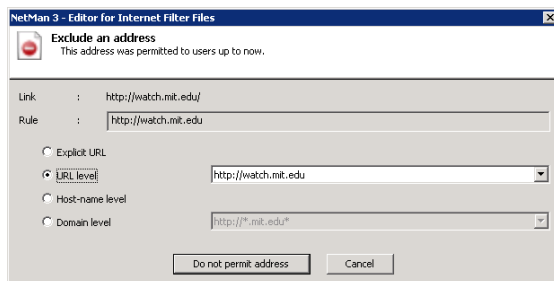 NetMan 3 - Editor for Internet Filter Files
Exclude an address
This address was permitted to users up to now.
Link : http://watch.mit.edu/
Rule : http://watch.mit.edu
Explicit URL
URL level http://watch.mit.edu
Host-name level
Domain level http://*.mit.edu*
Do not permit address Cancel